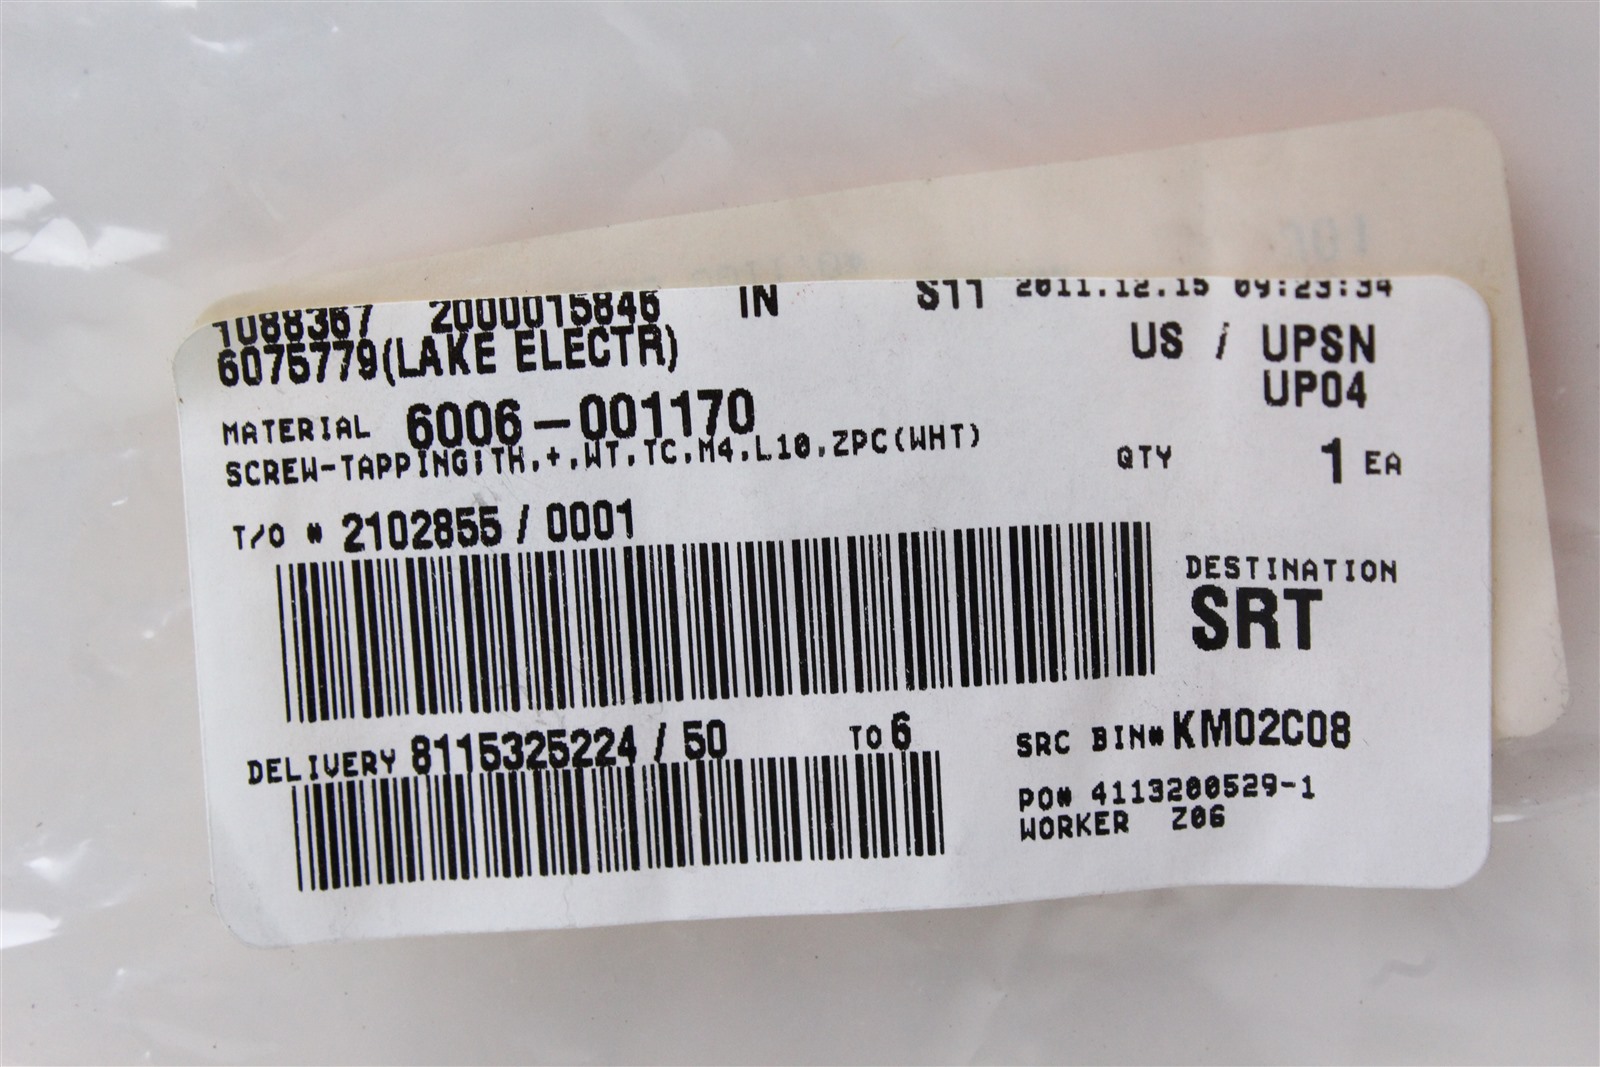 1088367 2000015846 IN S11 2011.12.15 09:23:34
6075779(LAKE ELECTR) US / UPSN
UP04
MATERIAL 6006-001170
SCREW-TAPPING;TH,+,WT,TC,M4,L10,ZPC(WHT) QTY 1 EA
T/O # 2102855 / 0001
DESTINATION
SRT
DELIVERY 8115325224 / 50 TO 6 SRC BIN# KM02C08
PO# 4113200529-1
WORKER Z06